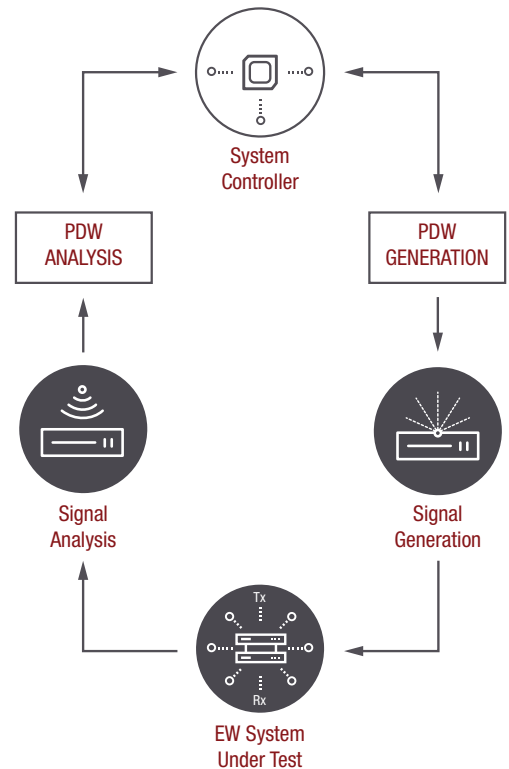 System
Controller
PDW
ANALYSIS
PDW
GENERATION
Signal
Analysis
Signal
Generation
Tx
Rx
EW System
Under Test